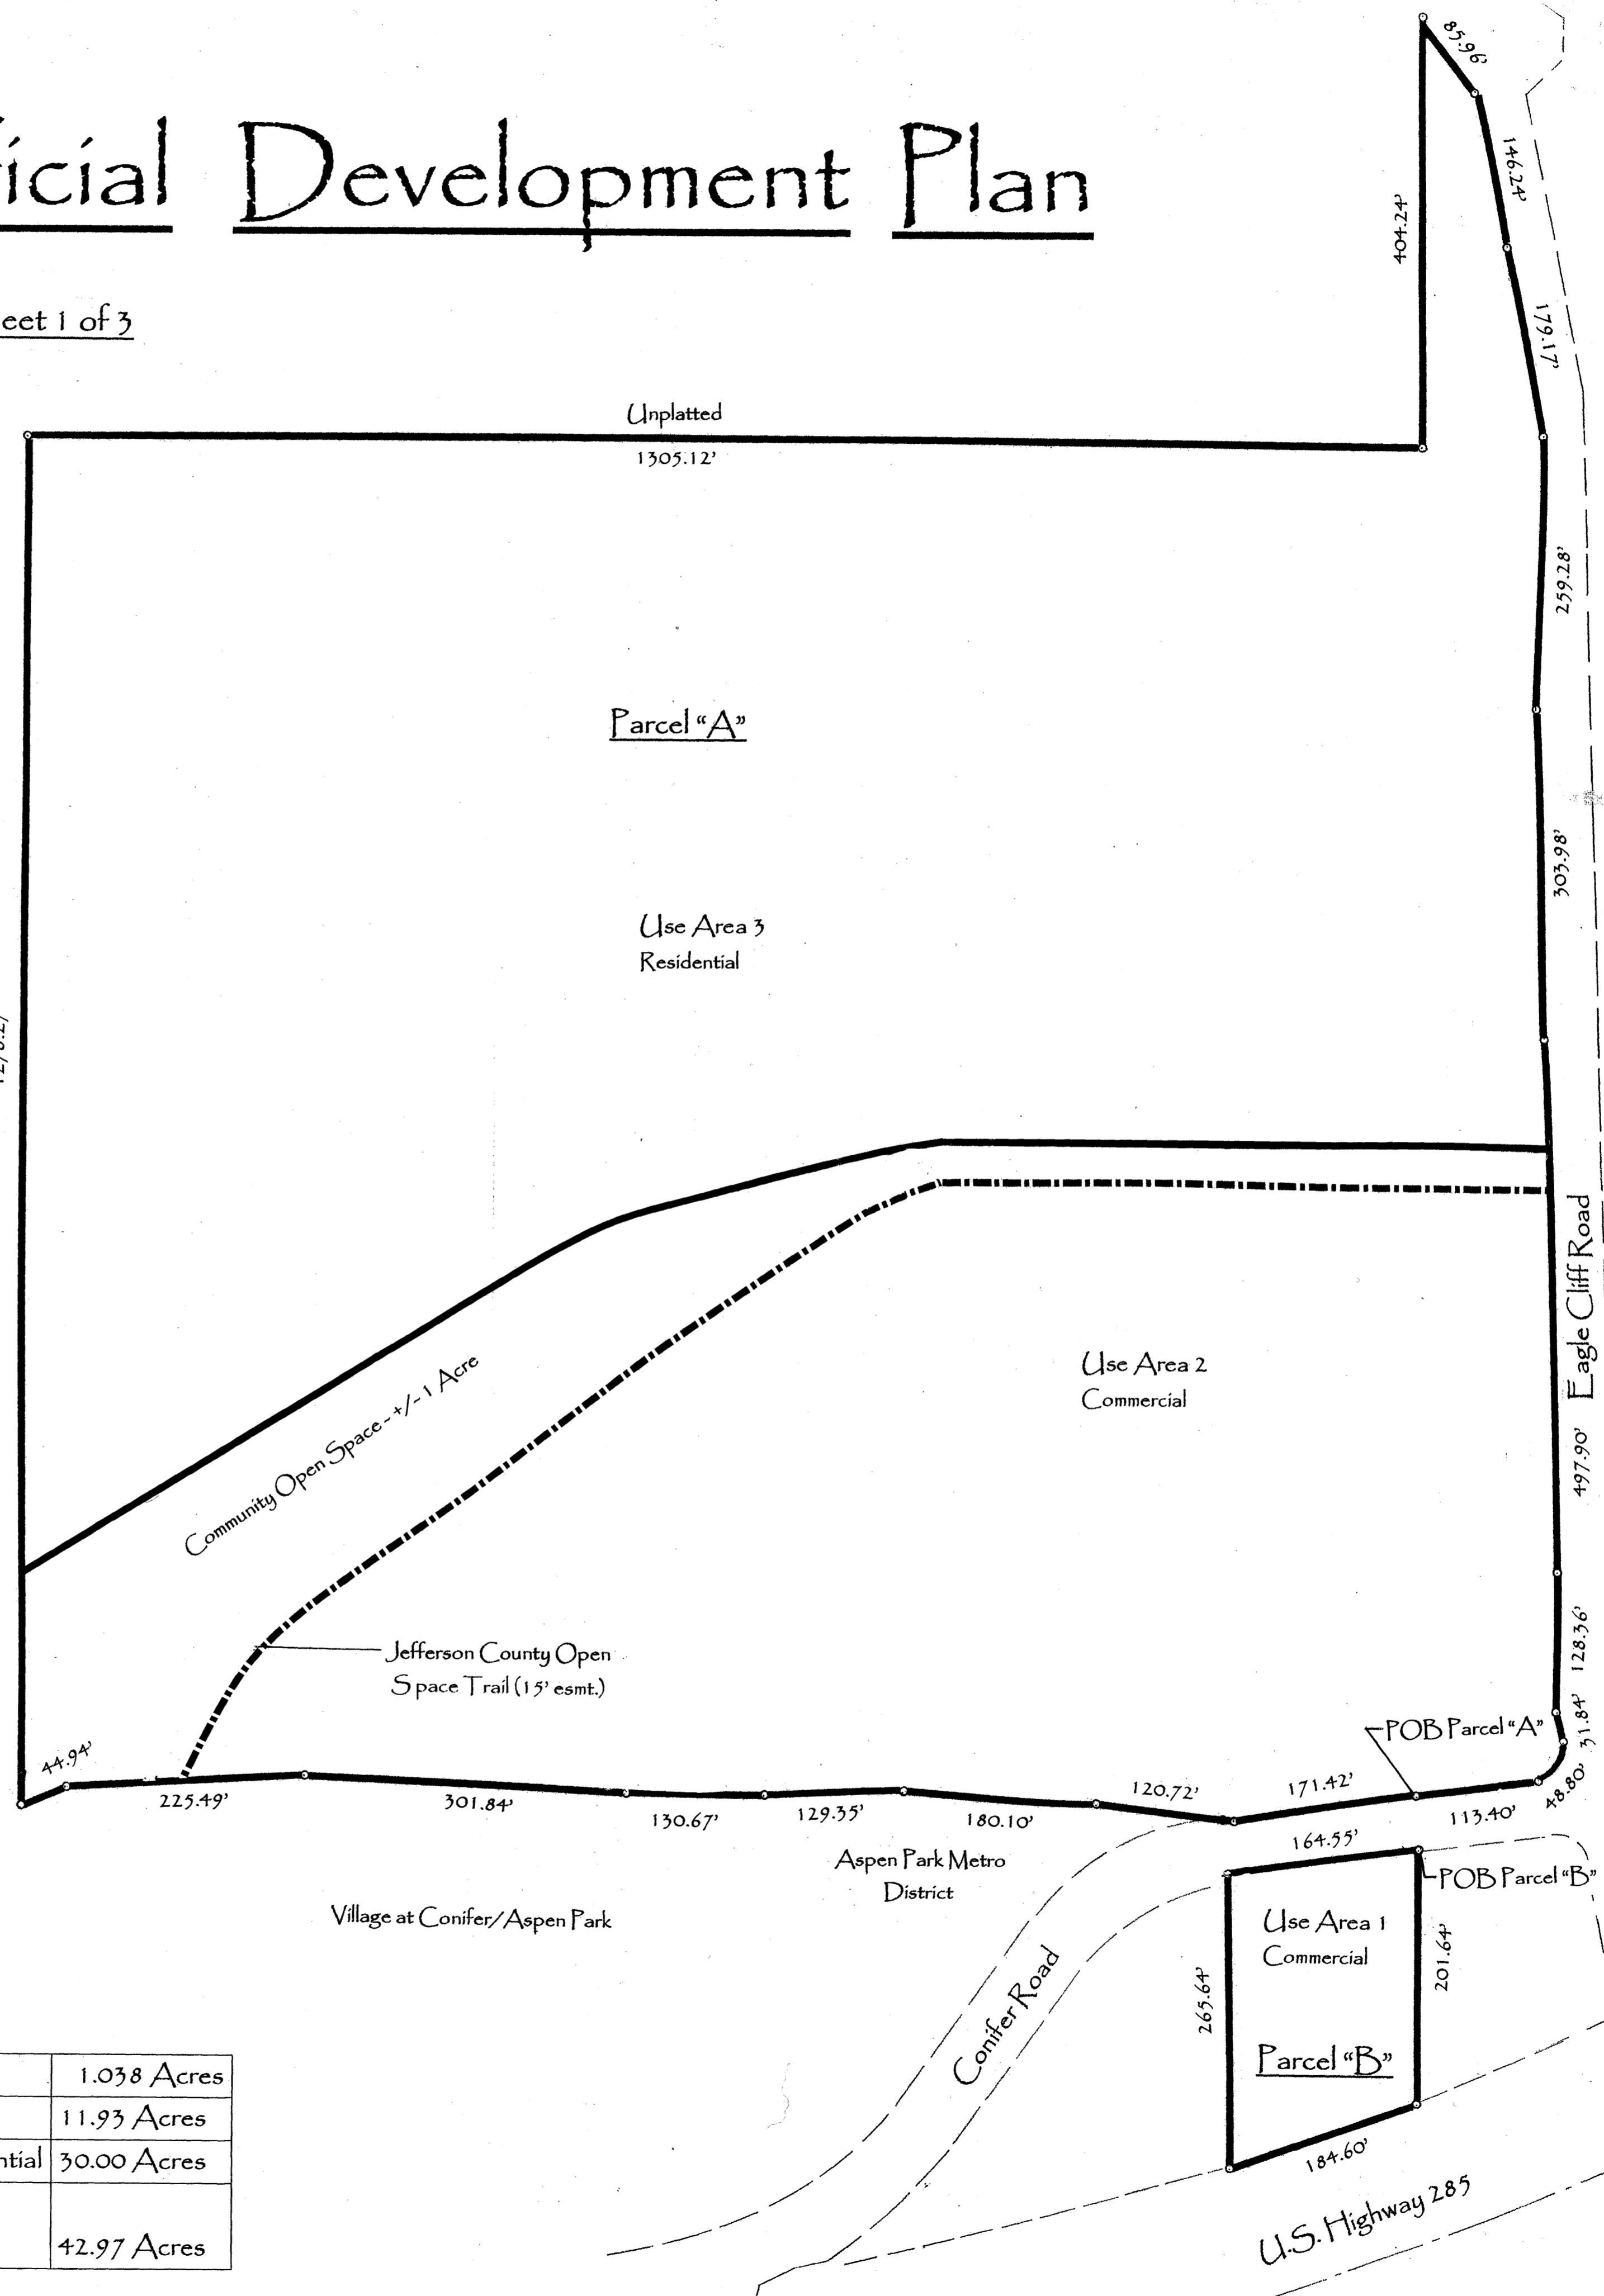 icial Development Plan
eet 1 of 3
85.96'
146.24'
404.24'
179.17'
Unplatted
1305.12'
259.28'
Parcel “A”
303.98'
Use Area 3
Residential
Eagle Cliff Road
Use Area 2
Commercial
Community Open Space - +/- 1 Acre
497.90'
128.36'
Jefferson County Open
Space Trail (15' esmt.)
31.84'
POB Parcel “A”
44.94'
225.49'
301.84'
130.67'
129.35'
180.10'
120.72'
171.42'
113.40'
48.80'
164.55'
Aspen Park Metro
District
POB Parcel “B”
Village at Conifer/Aspen Park
Use Area 1
Commercial
201.64'
265.64'
Conifer Road
Parcel “B”
184.60'
U.S. Highway 285
1.038 Acres
11.93 Acres
ntial 30.00 Acres
42.97 Acres